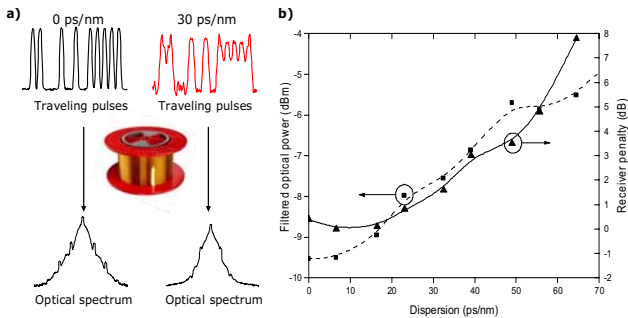 a)
0 ps/nm
30 ps/nm
Traveling pulses
Traveling pulses
Optical spectrum
Optical spectrum
b)
Filtered optical power (dBm)
-4
-5
-6
-7
-8
-9
-10
0
10
20
30
40
50
60
70
Dispersion (ps/nm)
8
7
6
5
4
3
2
1
0
-1
-2
Receiver penalty (dB)